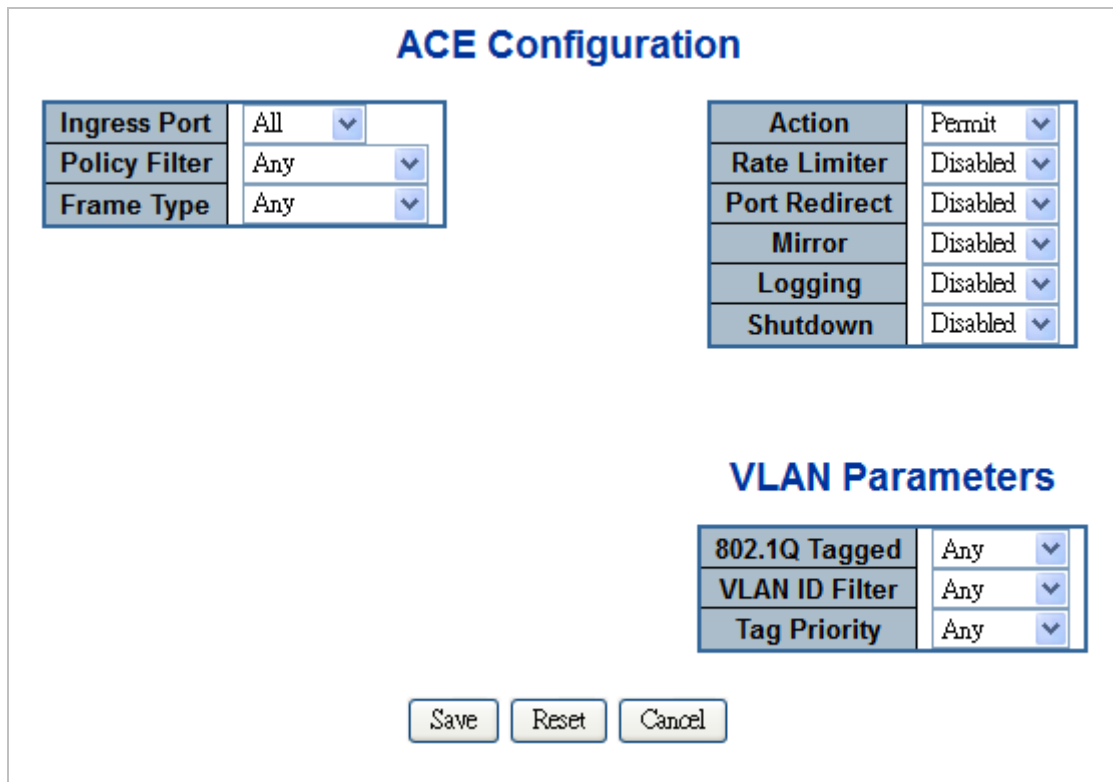 ACE Configuration
Ingress Port All
Policy Filter Any
Frame Type Any
Action Permit
Rate Limiter Disabled
Port Redirect Disabled
Mirror Disabled
Logging Disabled
Shutdown Disabled
VLAN Parameters
802.1Q Tagged Any
VLAN ID Filter Any
Tag Priority Any
Save Reset Cancel